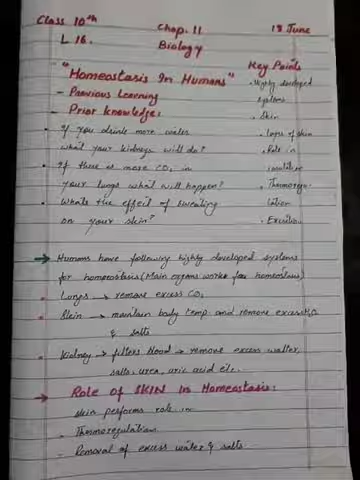 Class 10th
Chap. 11
18 June
L 16.
Biology
"Homeostasis In Humans"
Key Points
- Previous Learning
- Prior knowledge:
• Highly developed
systems
• Skin
• If you drink more water
what your kidneys will do?
• Layers of skin
• Role in
• If there is more CO2 in
your lungs what will happen?
insulation
• Thermoregu-
lation
• Whats the effect of sweating
on your skin?
• Excretion
→ Humans have following highly developed systems
for homeostasis (Main organs works for homeostasis)
• Lungs → remove excess CO2
• Skin → maintain body temp. and remove excess H2O
& salts
• Kidney → filters blood → remove excess water,
salts, urea, uric acid etc.
→ Role of SKIN in Homeostasis:
Skin performs role in
- Thermoregulation
- Removal of excess water & salts